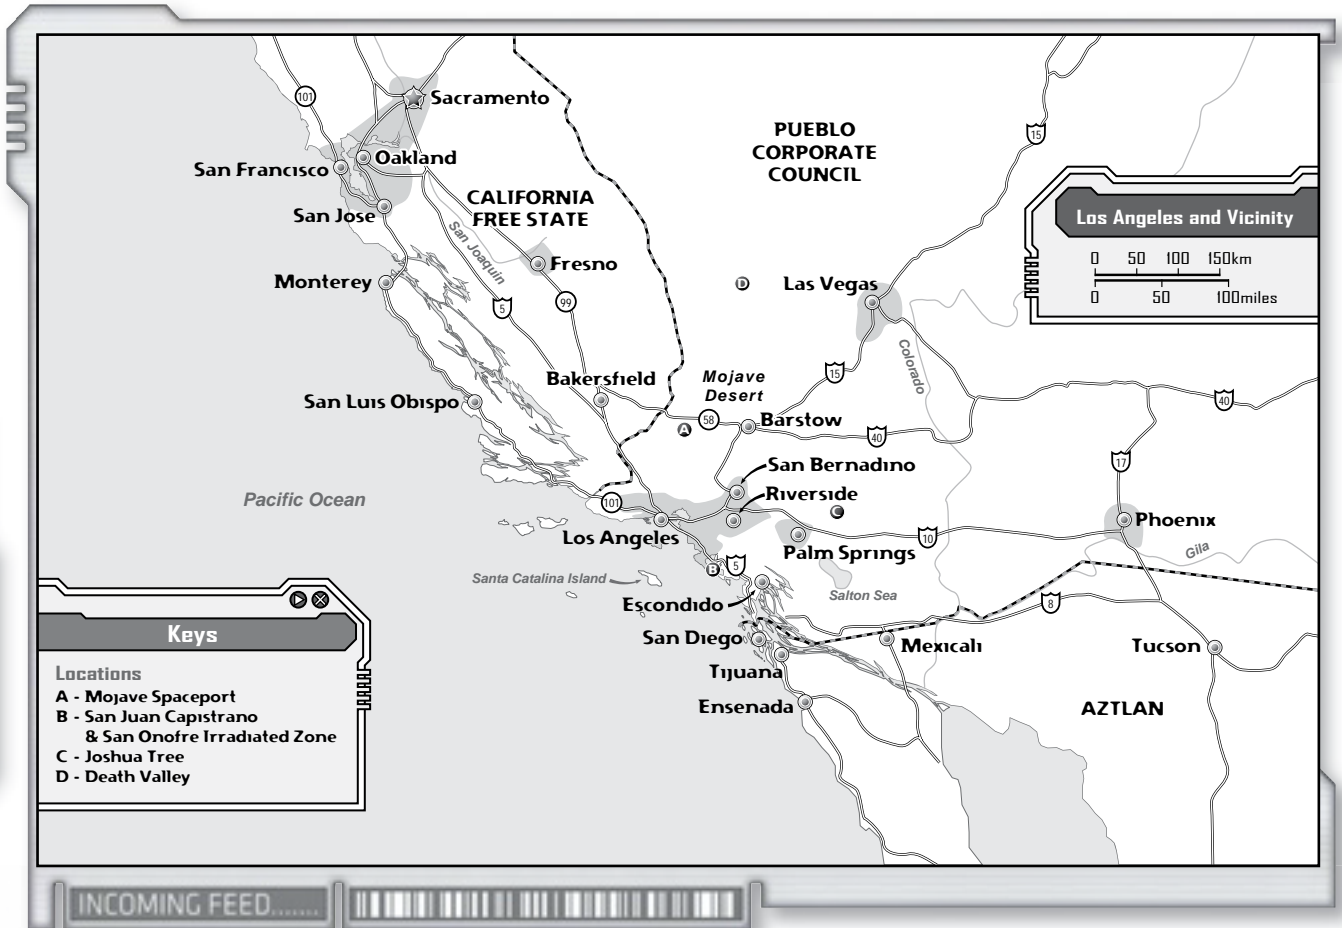 101
Sacramento
San Francisco
Oakland
San Jose
CALIFORNIA
FREE STATE
San Joaquin
Fresno
Monterey
5
99
PUEBLO
CORPORATE
COUNCIL
15
Los Angeles and Vicinity
0 50 100 150km
0 50 100miles
D
Las Vegas
Colorado
15
Bakersfield
Mojave
Desert
San Luis Obispo
58
A
Barstow
40
40
17
San Bernadino
Riverside
Pacific Ocean
101
C
Los Angeles
Palm Springs
10
Phoenix
Gila
B
5
Santa Catalina Island
Salton Sea
8
Escondido
San Diego
Mexicali
Tucson
Tijuana
Ensenada
AZTLAN
Keys
Locations
A - Mojave Spaceport
B - San Juan Capistrano
& San Onofre Irradiated Zone
C - Joshua Tree
D - Death Valley
INCOMING FEED.......